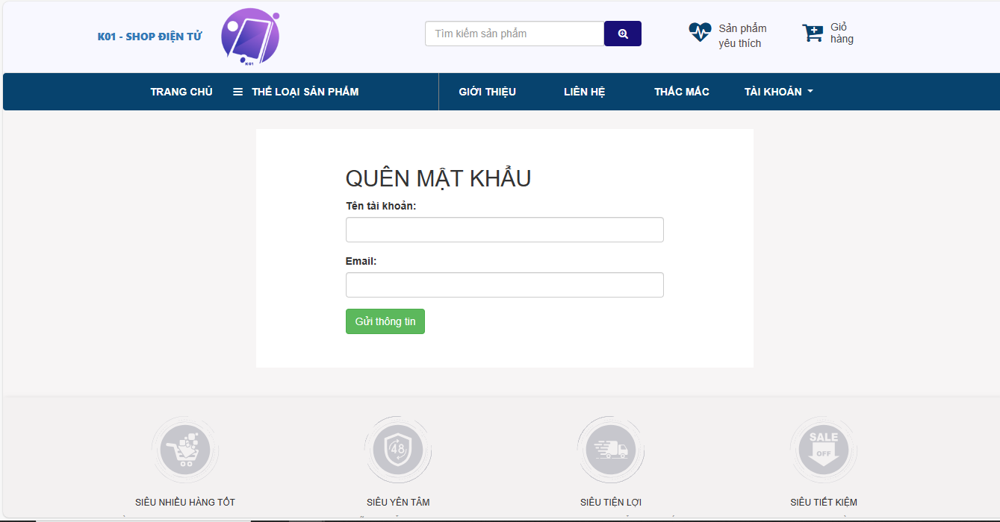 K01 - SHOP ĐIỆN TỬ
K01
Tìm kiếm sản phẩm
Sản phẩm
yêu thích
Giỏ
hàng
TRANG CHỦ
THỂ LOẠI SẢN PHẨM
GIỚI THIỆU
LIÊN HỆ
THẮC MẮC
TÀI KHOẢN
QUÊN MẬT KHẨU
Tên tài khoản:
Email:
Gửi thông tin
48
SALE
OFF
SIÊU NHIỀU HÀNG TỐT
SIÊU YÊN TÂM
SIÊU TIỆN LỢI
SIÊU TIẾT KIỆM